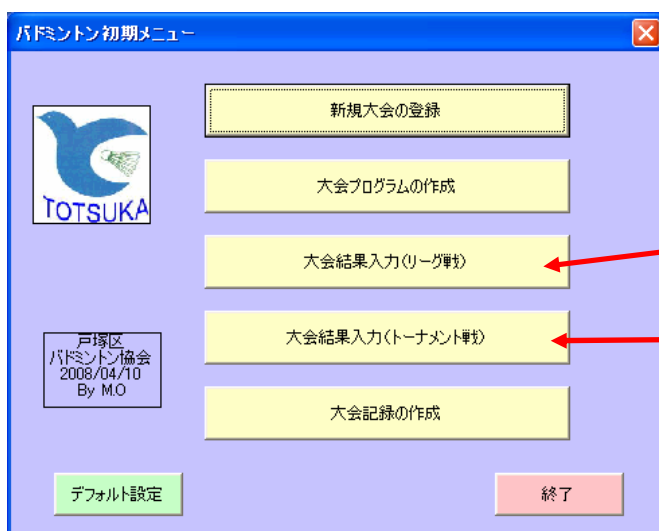 バドミントン初期メニュー
新規大会の登録
大会プログラムの作成
TOTSUKA
大会結果入力(リーグ戦)
大会結果入力(トーナメント戦)
戸塚区
バドミントン協会
2008/04/10
By M.O
大会記録の作成
デフォルト設定
終了